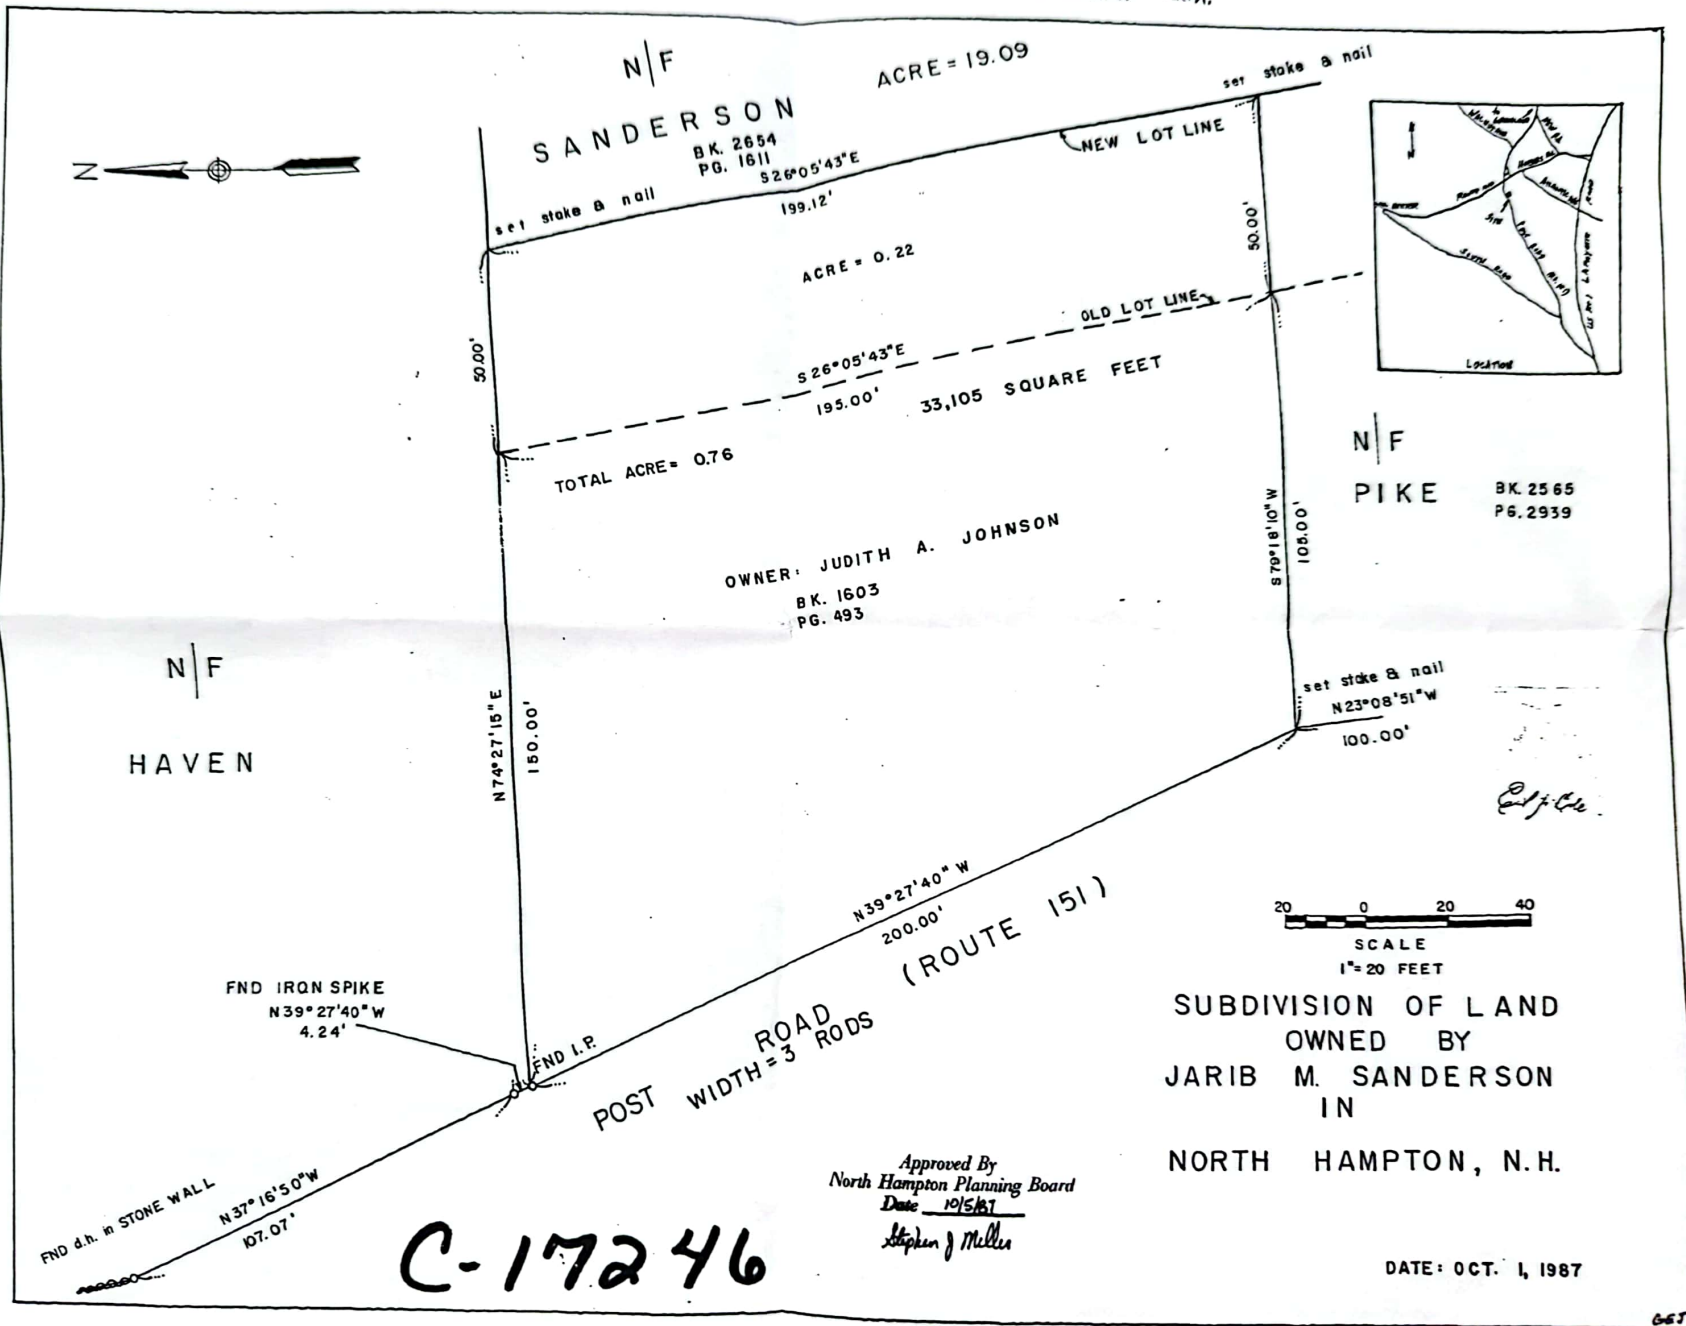 N/F
SANDERSON
BK. 2654
PG. 1611
ACRE = 19.09
set stake & nail
NEW LOT LINE
S26°05'43"E
199.12'
set stake & nail
N
ACRE = 0.22
50.00'
50.00'
OLD LOT LINE
S26°05'43"E
195.00'
33,105 SQUARE FEET
TOTAL ACRE = 0.76
OWNER: JUDITH A. JOHNSON
BK. 1603
PG. 493
N/F
PIKE
BK. 2565
PG. 2939
S79°18'10"W
105.00'
N/F
HAVEN
N74°27'15"E
150.00'
set stake & nail
N23°08'51"W
100.00'
N39°27'40"W
200.00'
POST ROAD (ROUTE 151)
WIDTH = 3 RODS
FND IRON SPIKE
N39°27'40"W
4.24'
FND I.P.
FND d.h. in STONE WALL
N37°16'50"W
107.07'
SITE
SOUTH ROAD
LOCATION
20 0 20 40
SCALE
1"=20 FEET
SUBDIVISION OF LAND
OWNED BY
JARIB M. SANDERSON
IN
NORTH HAMPTON, N.H.
Approved By
North Hampton Planning Board
Date 10/5/87
Stephen J Miller
C-17246
DATE: OCT. 1, 1987